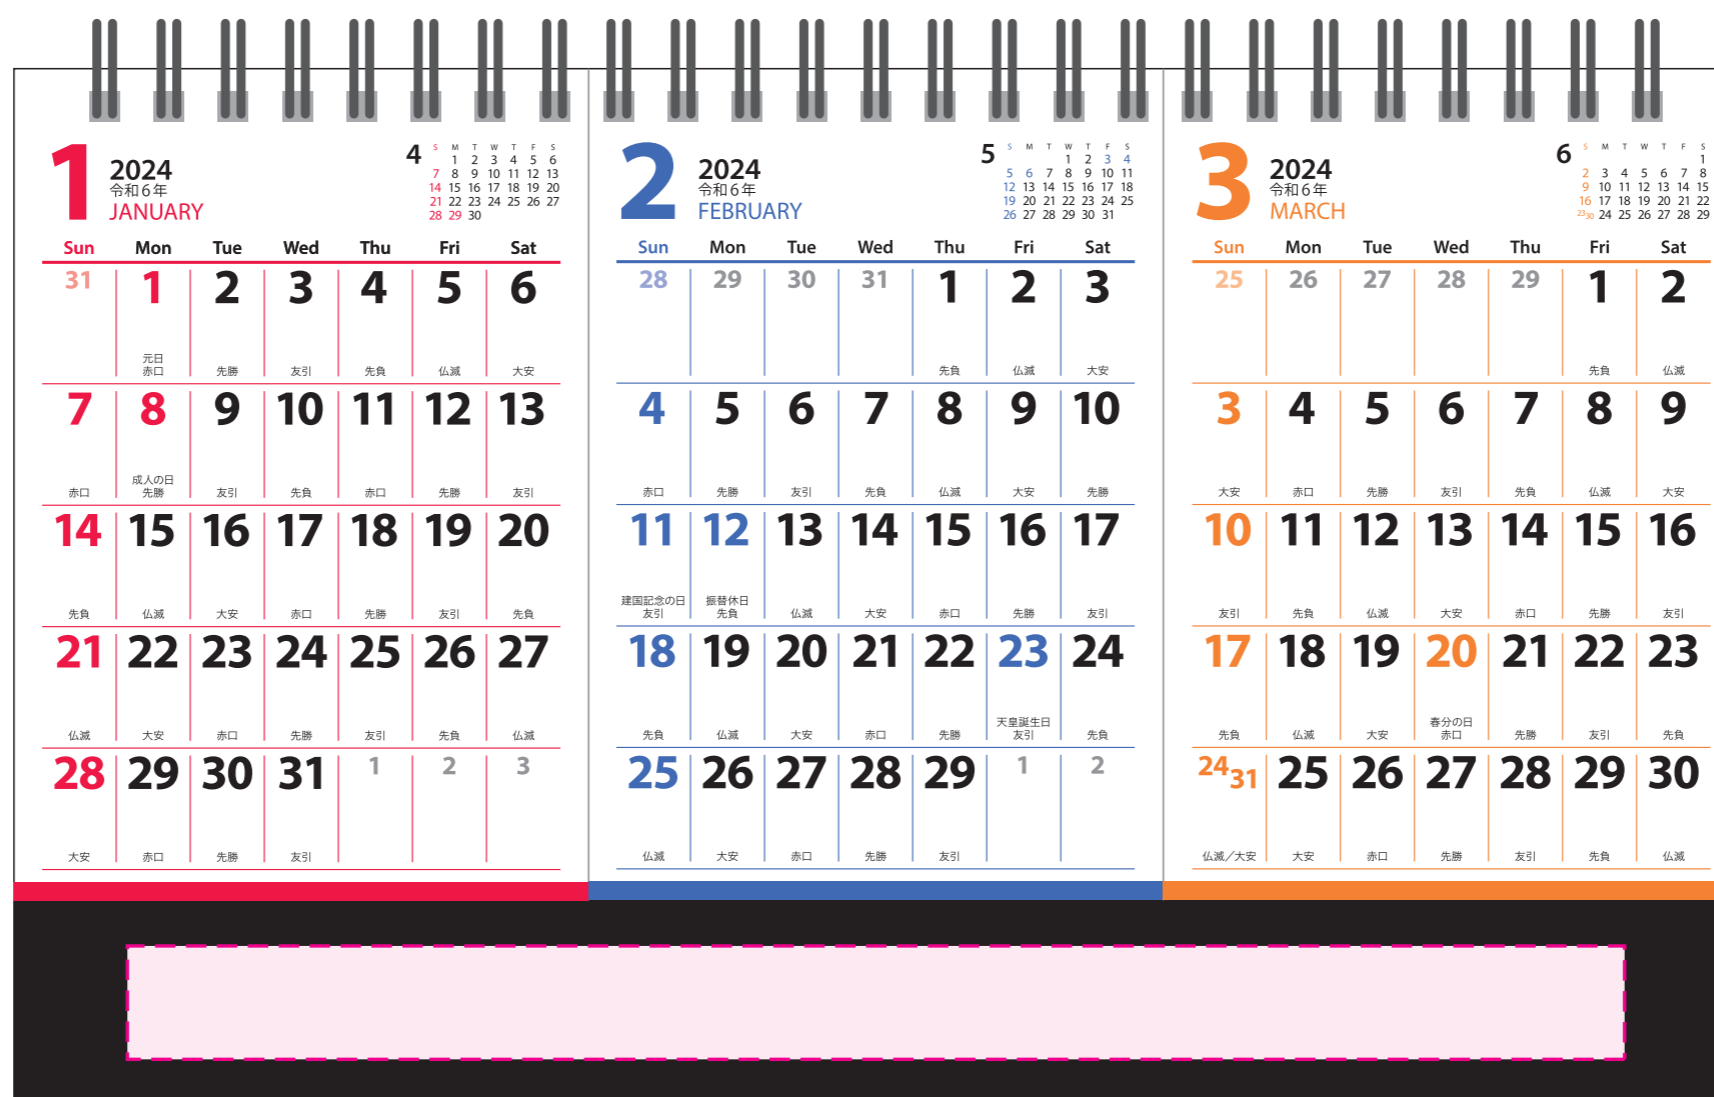 1 2024
令和6年
JANUARY
4 S M T W T F S
1 2 3 4 5 6
7 8 9 10 11 12 13
14 15 16 17 18 19 20
21 22 23 24 25 26 27
28 29 30
Sun Mon Tue Wed Thu Fri Sat
31 1 2 3 4 5 6
元日
赤口 先勝 友引 先負 仏滅 大安
7 8 9 10 11 12 13
成人の日
赤口 先勝 友引 先負 赤口 先勝 友引
14 15 16 17 18 19 20
先負 仏滅 大安 赤口 先勝 友引 先負
21 22 23 24 25 26 27
仏滅 大安 赤口 先勝 友引 先負 仏滅
28 29 30 31 1 2 3
大安 赤口 先勝 友引
2 2024
令和6年
FEBRUARY
5 S M T W T F S
1 2 3 4
5 6 7 8 9 10 11
12 13 14 15 16 17 18
19 20 21 22 23 24 25
26 27 28 29 30 31
Sun Mon Tue Wed Thu Fri Sat
28 29 30 31 1 2 3
先負 仏滅 大安
4 5 6 7 8 9 10
赤口 先勝 友引 先負 仏滅 大安 先勝
11 12 13 14 15 16 17
建国記念の日 振替休日
友引 先負 仏滅 大安 赤口 先勝 友引
18 19 20 21 22 23 24
天皇誕生日
先負 仏滅 大安 赤口 先勝 友引 先負
25 26 27 28 29 1 2
仏滅 大安 赤口 先勝 友引
3 2024
令和6年
MARCH
6 S M T W T F S
1
2 3 4 5 6 7 8
9 10 11 12 13 14 15
16 17 18 19 20 21 22
23 30 24 25 26 27 28 29
Sun Mon Tue Wed Thu Fri Sat
25 26 27 28 29 1 2
先負 仏滅
3 4 5 6 7 8 9
大安 赤口 先勝 友引 先負 仏滅 大安
10 11 12 13 14 15 16
友引 先負 仏滅 大安 赤口 先勝 友引
17 18 19 20 21 22 23
春分の日
先負 仏滅 大安 赤口 先勝 友引 先負
24 31 25 26 27 28 29 30
仏滅/大安 大安 赤口 先勝 友引 先負 仏滅